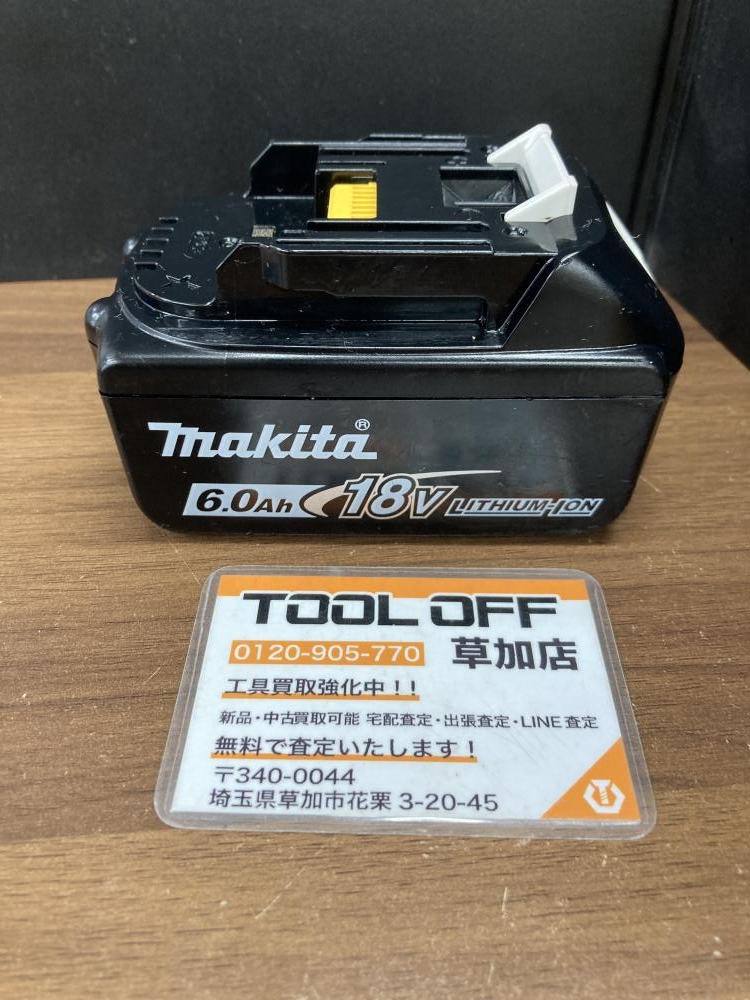 makita®
6.0Ah 18V LITHIUM-ION
TOOL OFF
0120-905-770 草加店
工具買取強化中！！
新品・中古買取可能 宅配査定・出張査定・LINE査定
無料で査定いたします！
〒340-0044
埼玉県草加市花栗 3-20-45